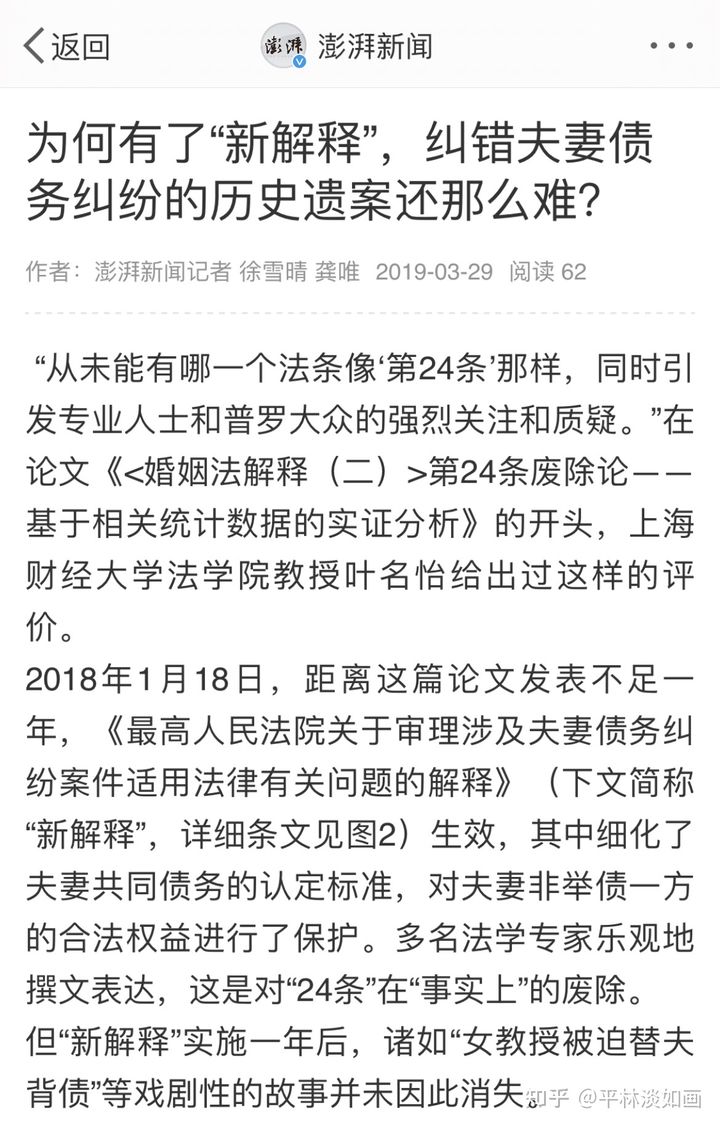 返回
澎湃
澎湃新闻
为何有了“新解释”，纠错夫妻债
务纠纷的历史遗案还那么难？
作者：澎湃新闻记者 徐雪晴 龚唯 2019-03-29 阅读 62
“从未能有哪一个法条像‘第24条’那样，同时引
发专业人士和普罗大众的强烈关注和质疑。”在
论文《<婚姻法解释（二）>第24条废除论——
基于相关统计数据的实证分析》的开头，上海
财经大学法学院教授叶名怡给出过这样的评
价。
2018年1月18日，距离这篇论文发表不足一
年，《最高人民法院关于审理涉及夫妻债务纠
纷案件适用法律有关问题的解释》（下文简称
“新解释”，详细条文见图2）生效，其中细化了
夫妻共同债务的认定标准，对夫妻非举债一方
的合法权益进行了保护。多名法学专家乐观地
撰文表达，这是对“24条”在“事实上”的废除。
但“新解释”实施一年后，诸如“女教授被迫替夫
背债”等戏剧性的故事并未因此消失。
知乎 @平林淡如画